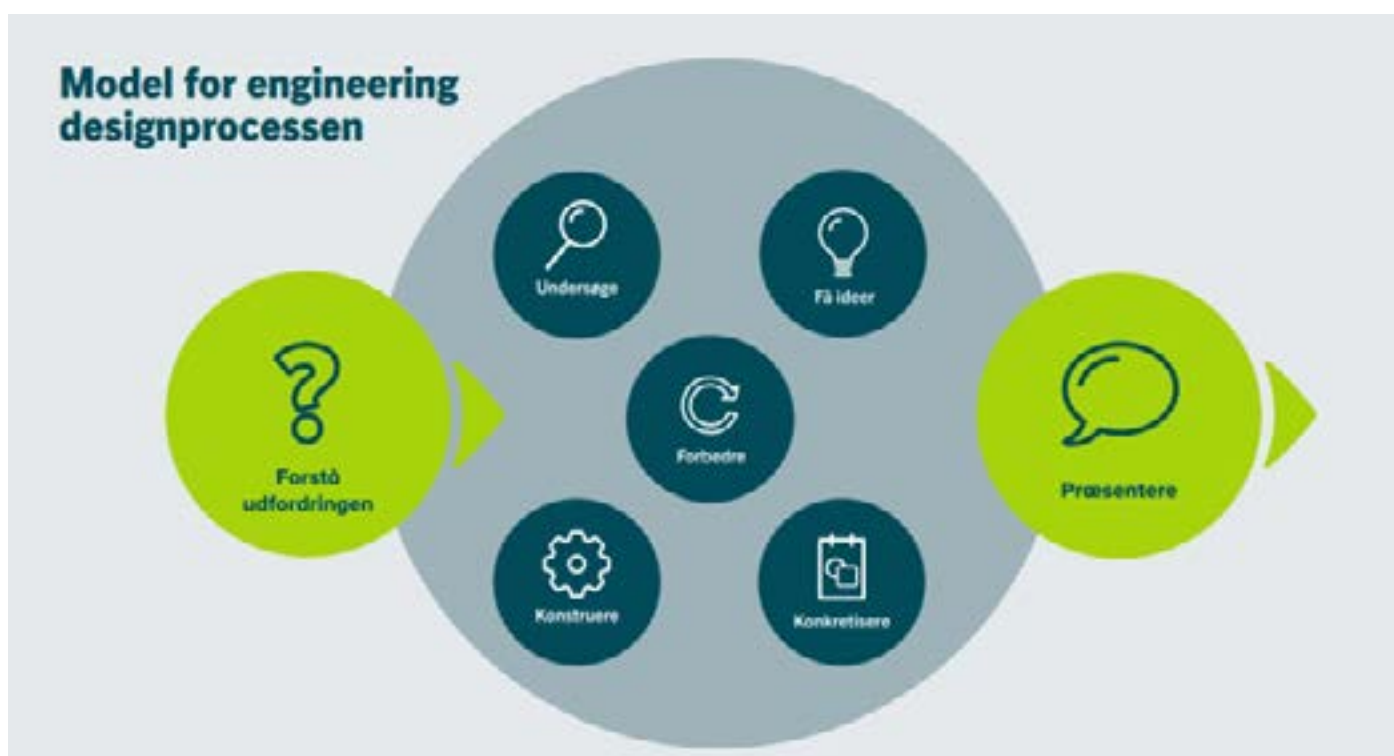 Model for engineering
designprocessen
Undersøge
Få ideer
Forstå
udfordringen
Forbedre
Præsentere
Konstruere
Konkretisere